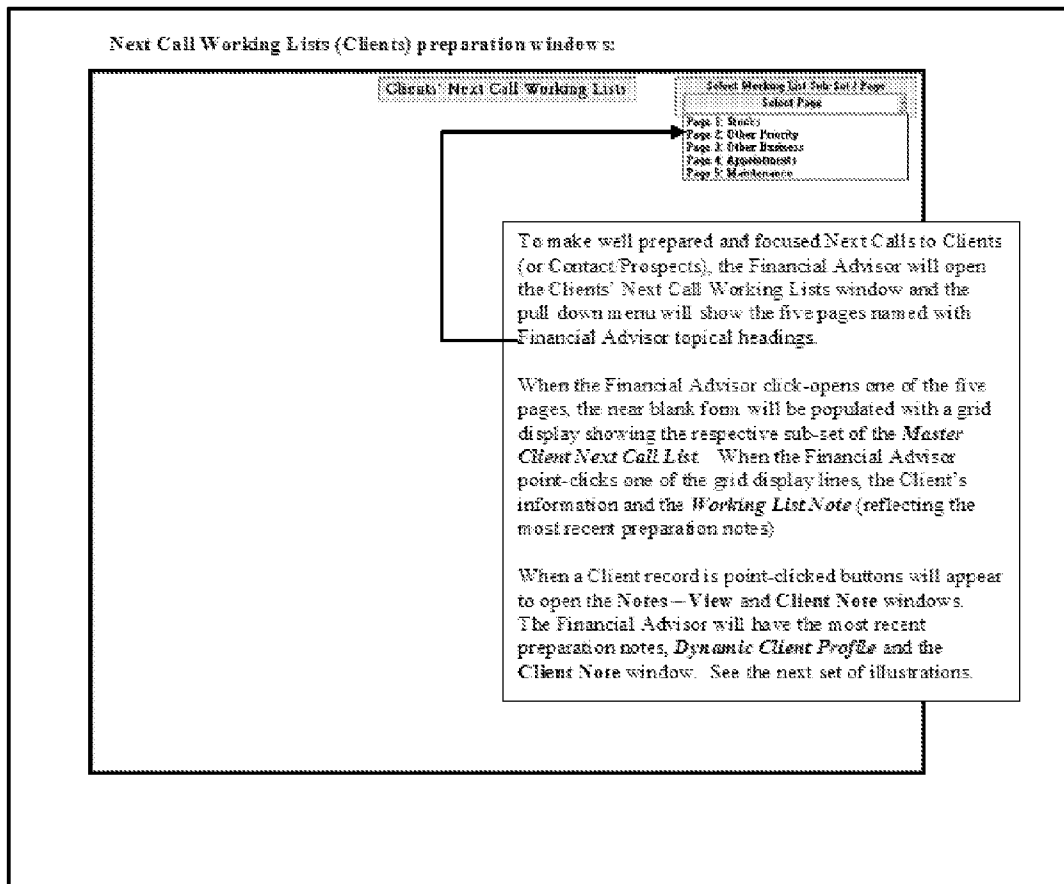 Next Call Working Lists (Clients) preparation windows:
Clients' Next Call Working Lists
Select Working List Sub-Set / Page
Select Page
Page 1: Stocks
Page 2: Other Priority
Page 3: Other Business
Page 4: Appointments
Page 5: Maintenance
To make well prepared and focused Next Calls to Clients
(or Contact/Prospects), the Financial Advisor will open
the Clients' Next Call Working Lists window and the
pull down menu will show the five pages named with
Financial Advisor topical headings.
When the Financial Advisor click-opens one of the five
pages, the near blank form will be populated with a grid
display showing the respective sub-set of the Master
Client Next Call List. When the Financial Advisor
point-clicks one of the grid display lines, the Client's
information and the Working List Note (reflecting the
most recent preparation notes)
When a Client record is point-clicked buttons will appear
to open the Notes – View and Client Note windows.
The Financial Advisor will have the most recent
preparation notes, Dynamic Client Profile and the
Client Note window. See the next set of illustrations.